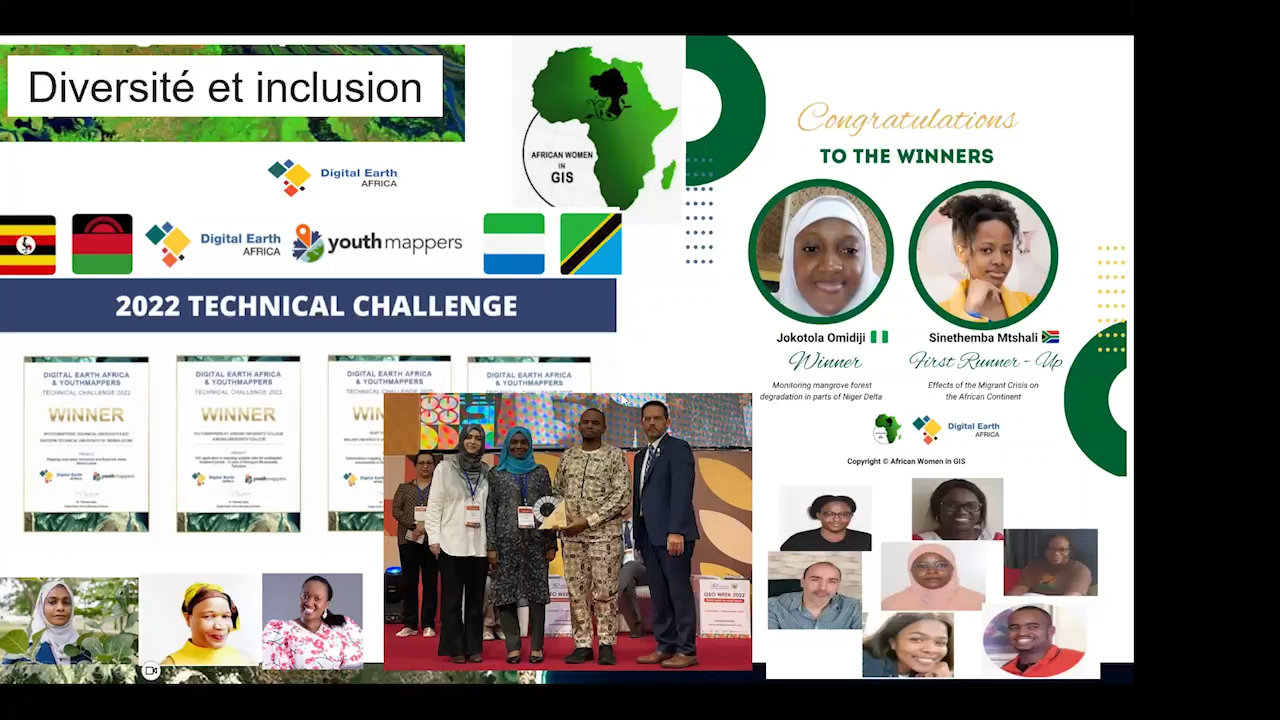 Diversité et inclusion
AFRICAN WOMEN
IN
GIS
Digital Earth
AFRICA
Digital Earth
AFRICA
youthmappers
2022 TECHNICAL CHALLENGE
DIGITAL EARTH AFRICA
& YOUTHMAPPERS
TECHNICAL CHALLENGE 2022
WINNER
DIGITAL EARTH AFRICA
& YOUTHMAPPERS
TECHNICAL CHALLENGE 2022
WINNER
DIGITAL EARTH AFRICA
& YOUTHMAPPERS
TECHNICAL CHALLENGE 2022
DIGITAL EARTH AFRICA
& YOUTHMAPPERS
GEO WEEK 2022
Congratulations
TO THE WINNERS
Jokotola Omidiji
Winner
Monitoring mangrove forest
degradation in parts of Niger Delta
Sinethemba Mtshali
First Runner - Up
Effects of the Migrant Crisis on
the African Continent
Digital Earth
AFRICA
Copyright © African Women in GIS